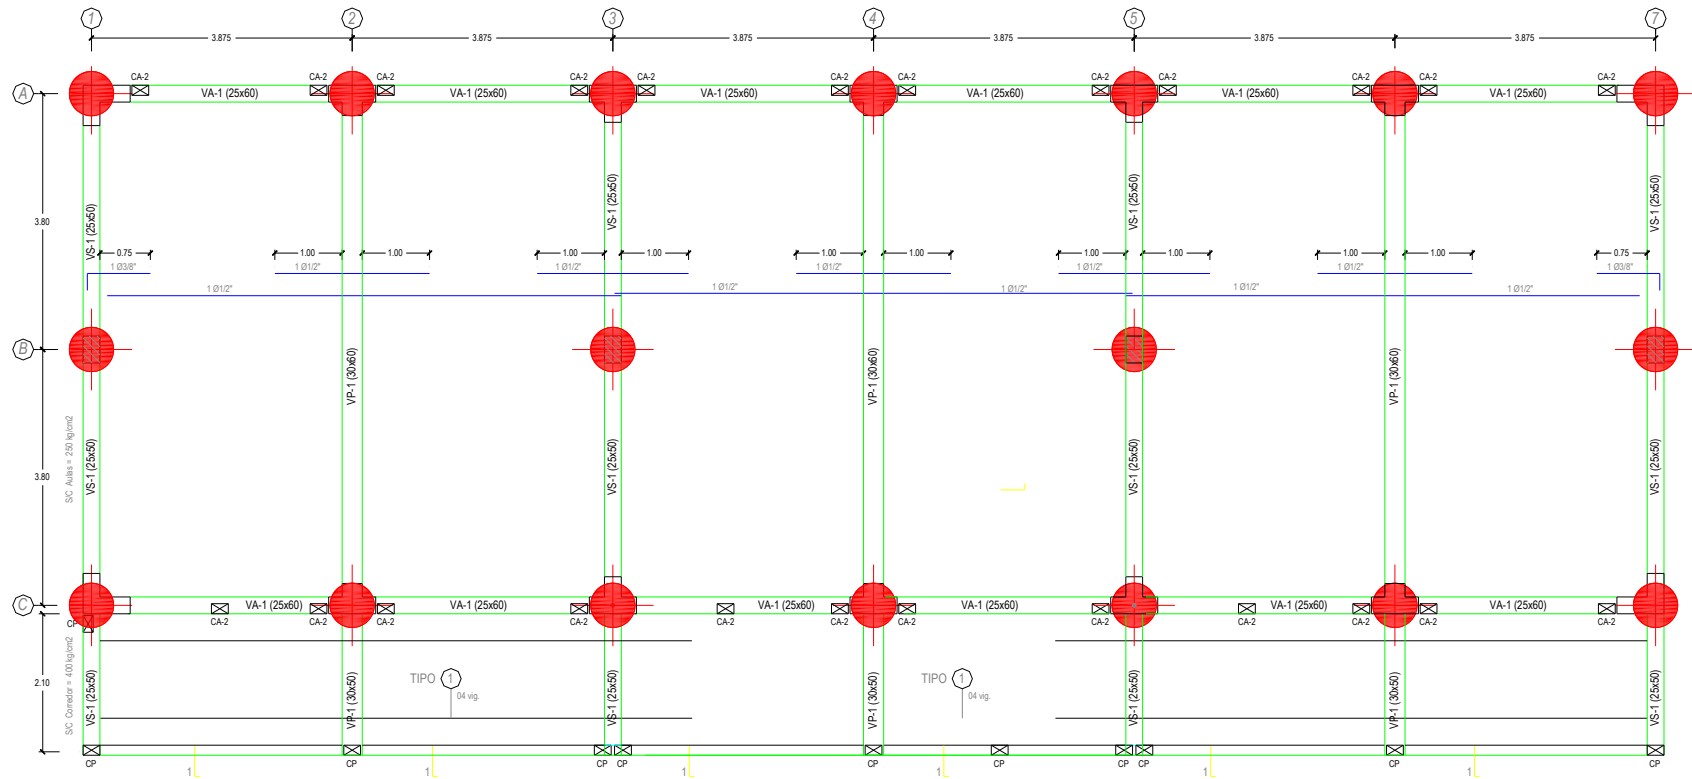 1 2 3 4 5 7
3.875 3.875 3.875 3.875 3.875 3.875
CA-2 CA-2 CA-2 CA-2 CA-2 CA-2 CA-2 CA-2 CA-2 CA-2 CA-2 CA-2
A VA-1 (25x60) VA-1 (25x60) VA-1 (25x60) VA-1 (25x60) VA-1 (25x60) VA-1 (25x60)
VS-1 (25x50) VS-1 (25x50) VS-1 (25x50) VS-1 (25x50)
3.80
0.75 1.00 1.00 1.00 1.00 1.00 1.00 1.00 1.00 1.00 1.00 0.75
1 Ø3/8" 1 Ø1/2" 1 Ø1/2" 1 Ø1/2" 1 Ø1/2" 1 Ø1/2" 1 Ø3/8"
1 Ø1/2" 1 Ø1/2" 1 Ø1/2" 1 Ø1/2" 1 Ø1/2"
B
VP-1 (30x60) VP-1 (30x60) VP-1 (30x60)
S/C Aulas = 250 kg/cm2
3.80
VS-1 (25x50) VS-1 (25x50) VS-1 (25x50) VS-1 (25x50)
C VA-1 (25x60) VA-1 (25x60) VA-1 (25x60) VA-1 (25x60) VA-1 (25x60) VA-1 (25x60)
CP CA-2 CA-2 CA-2 CA-2 CA-2 CA-2 CA-2 CA-2 CA-2 CA-2 CA-2 CA-2
S/C Corredor = 400 kg/cm2
2.10
TIPO 1 TIPO 1
04 vig. 04 vig.
VS-1 (25x50) VP-1 (30x50) VS-1 (25x50) VP-1 (30x50) VS-1 (25x50) VP-1 (30x50) VS-1 (25x50)
CP CP CP CP CP CP CP CP
1 1 1 1 1 1